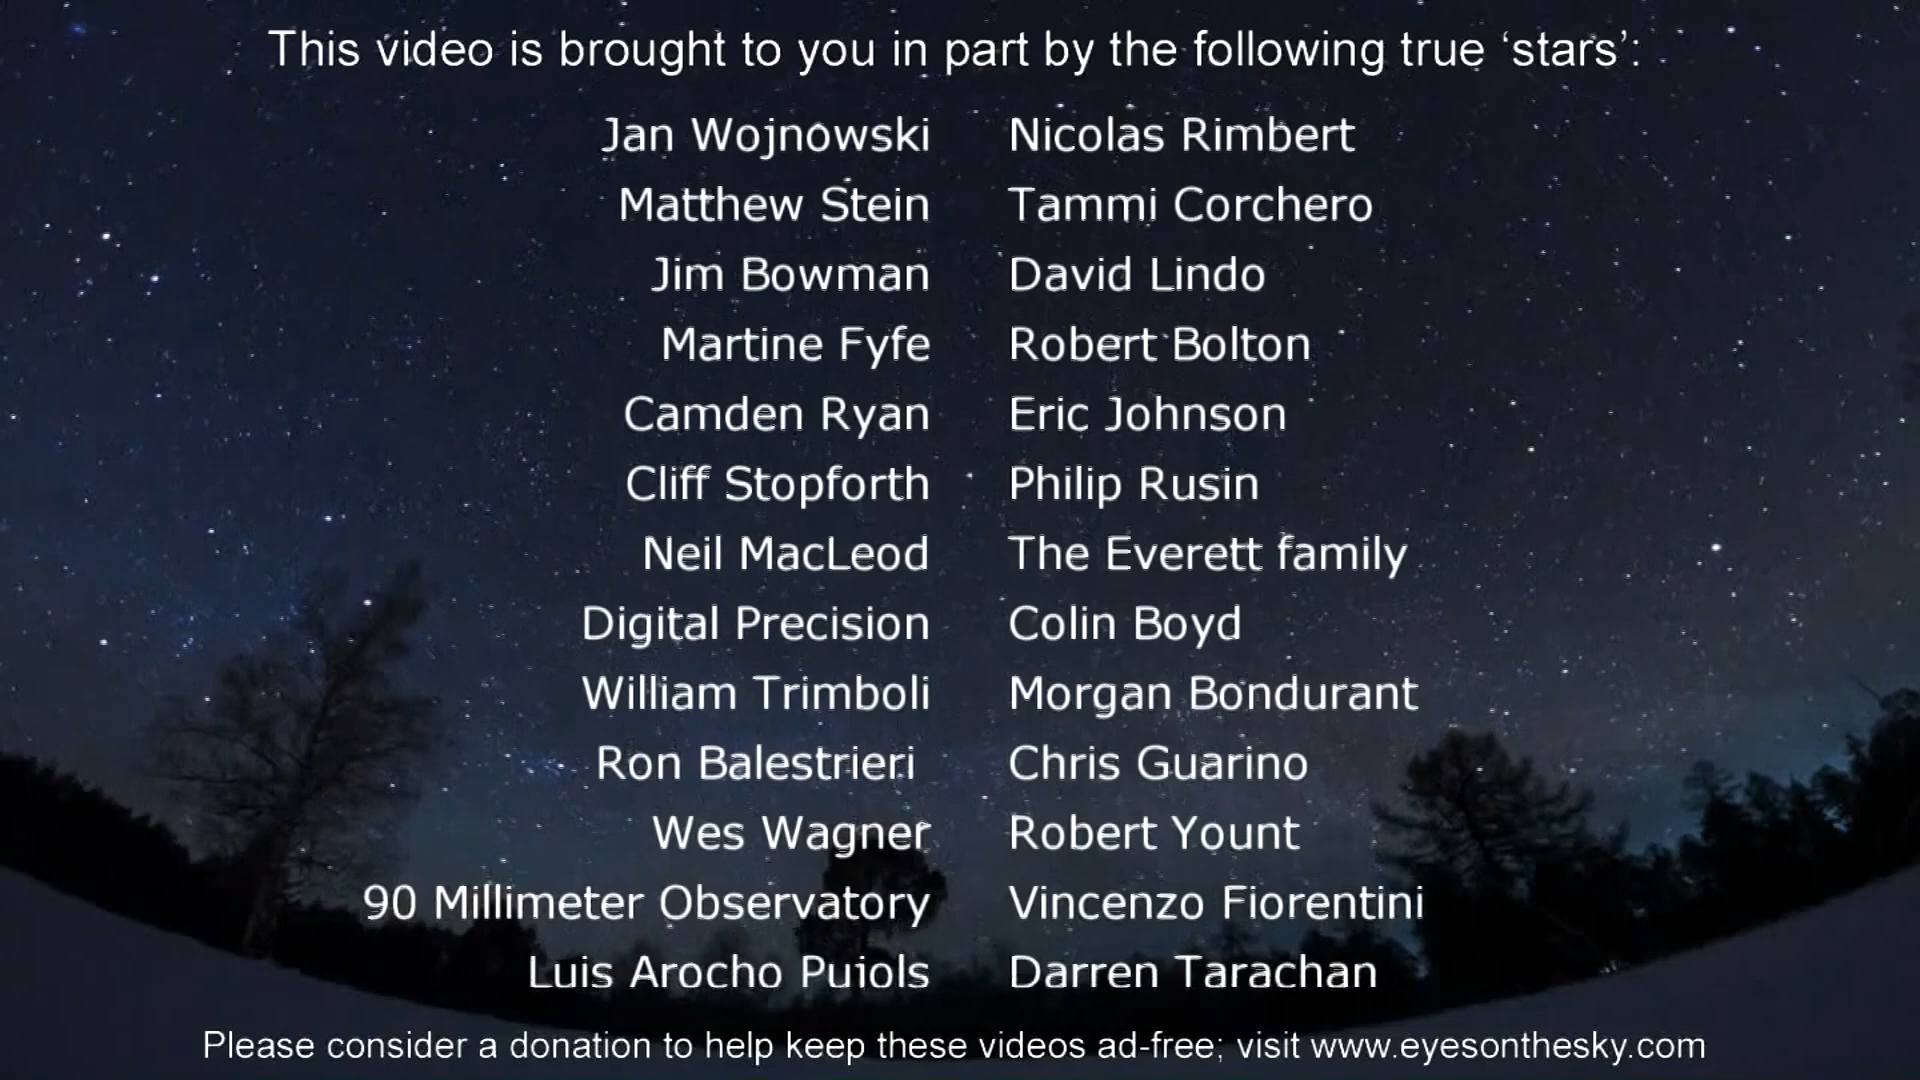 This video is brought to you in part by the following true ‘stars’:
Jan Wojnowski Nicolas Rimbert
Matthew Stein Tammi Corchero
Jim Bowman David Lindo
Martine Fyfe Robert Bolton
Camden Ryan Eric Johnson
Cliff Stopforth Philip Rusin
Neil MacLeod The Everett family
Digital Precision Colin Boyd
William Trimboli Morgan Bondurant
Ron Balestrieri Chris Guarino
Wes Wagner Robert Yount
90 Millimeter Observatory Vincenzo Fiorentini
Luis Arocho Pujols Darren Tarachan
Please consider a donation to help keep these videos ad-free; visit www.eyesonthesky.com